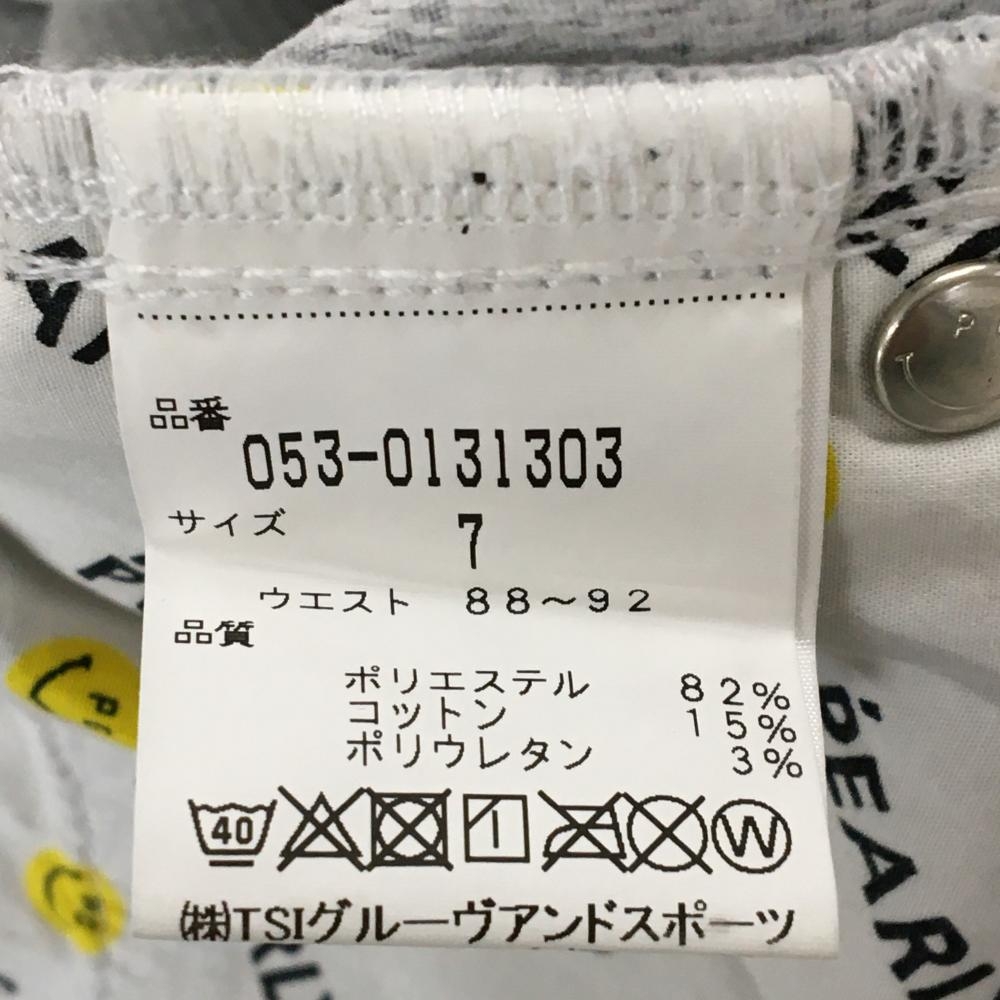 品番
053-0131303
サイズ 7
ウエスト 88~92
品質
ポリエステル 82%
コットン 15%
ポリウレタン 3%
40 W
(株)TSIグルーヴアンドスポーツ